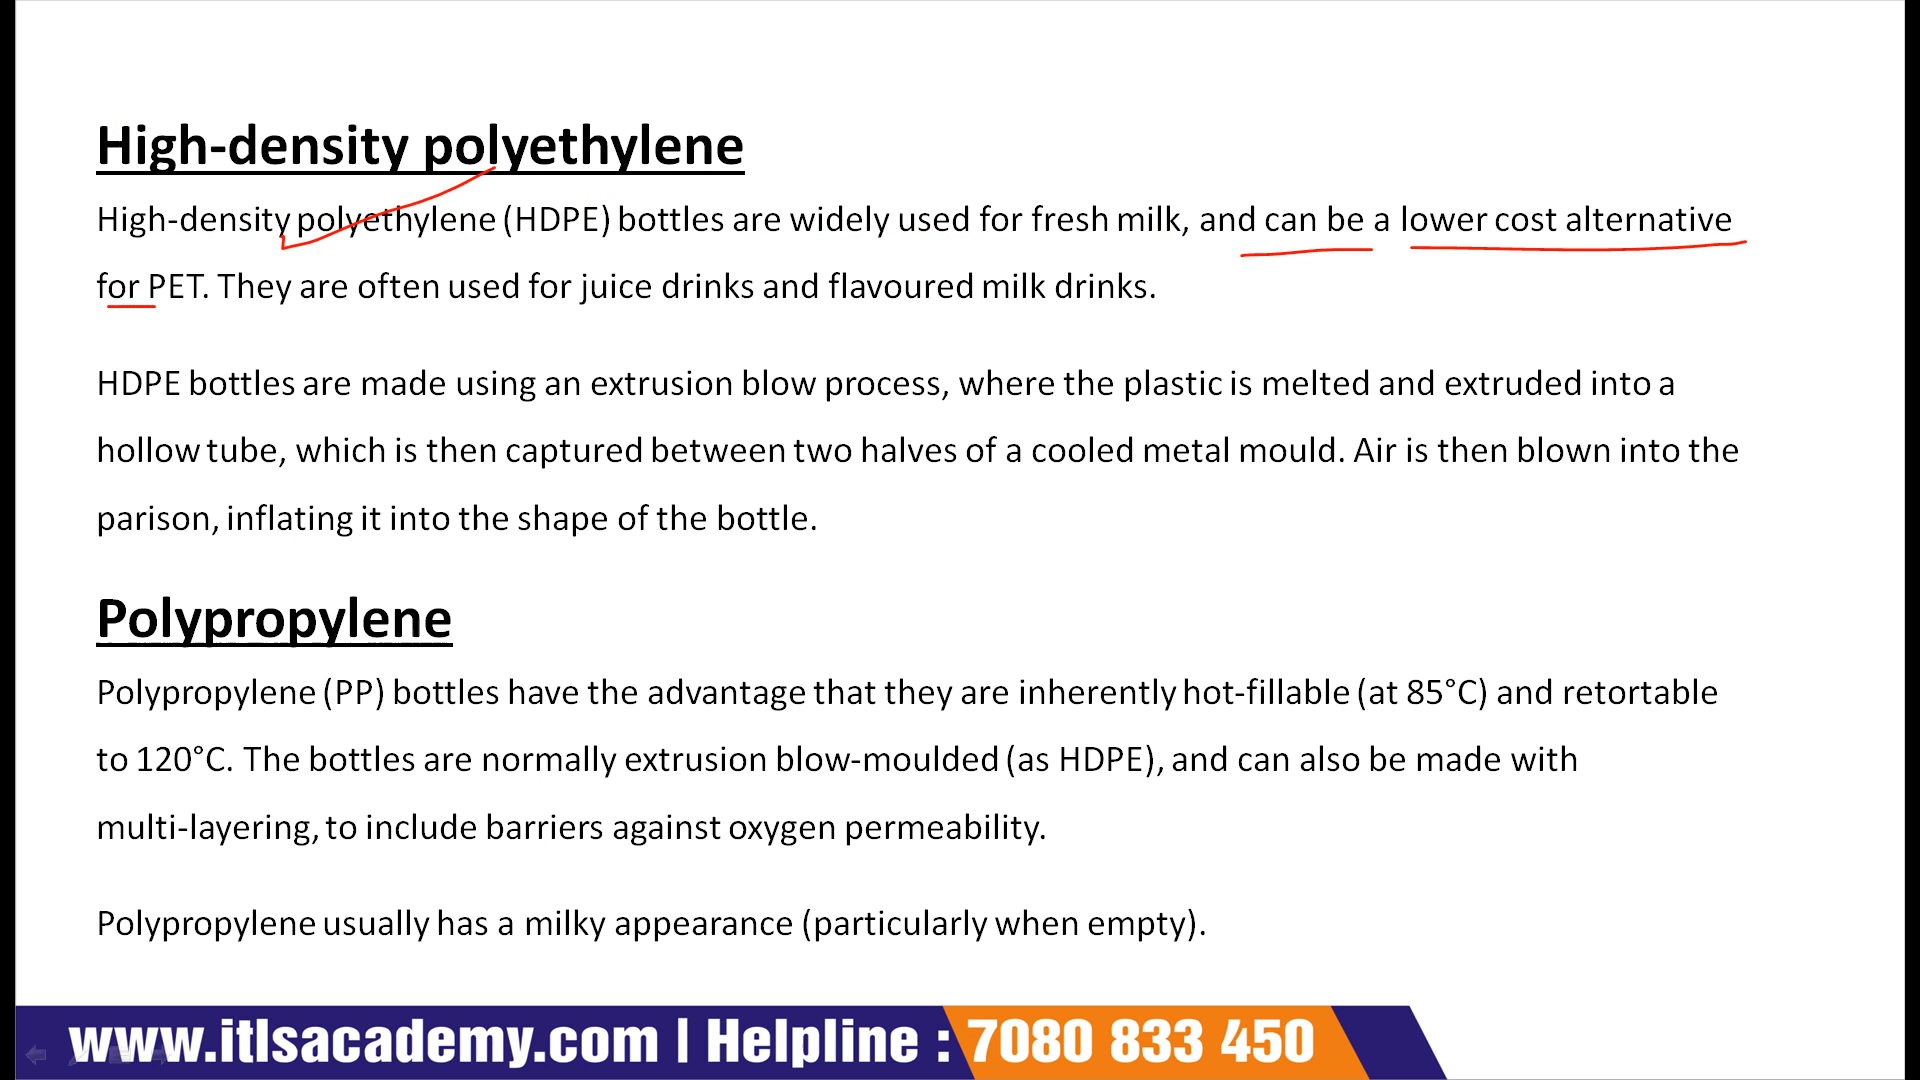 High-density polyethylene
High-density polyethylene (HDPE) bottles are widely used for fresh milk, and can be a lower cost alternative
for PET. They are often used for juice drinks and flavoured milk drinks.
HDPE bottles are made using an extrusion blow process, where the plastic is melted and extruded into a
hollow tube, which is then captured between two halves of a cooled metal mould. Air is then blown into the
parison, inflating it into the shape of the bottle.
Polypropylene
Polypropylene (PP) bottles have the advantage that they are inherently hot-fillable (at 85°C) and retortable
to 120°C. The bottles are normally extrusion blow-moulded (as HDPE), and can also be made with
multi-layering, to include barriers against oxygen permeability.
Polypropylene usually has a milky appearance (particularly when empty).
www.itlsacademy.com | Helpline : 7080 833 450